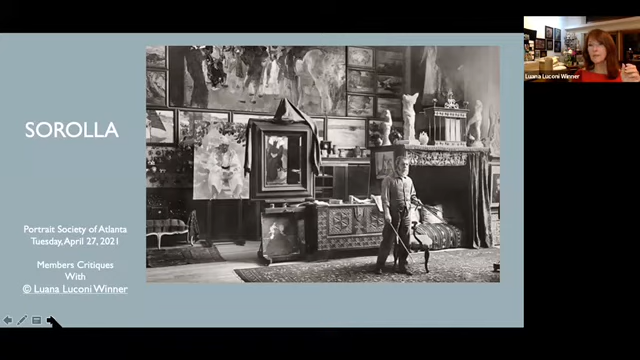 SOROLLA
Portrait Society of Atlanta
Tuesday, April 27, 2021
Members Critiques
With
© Luana Luconi Winner
Luana Luconi Winner